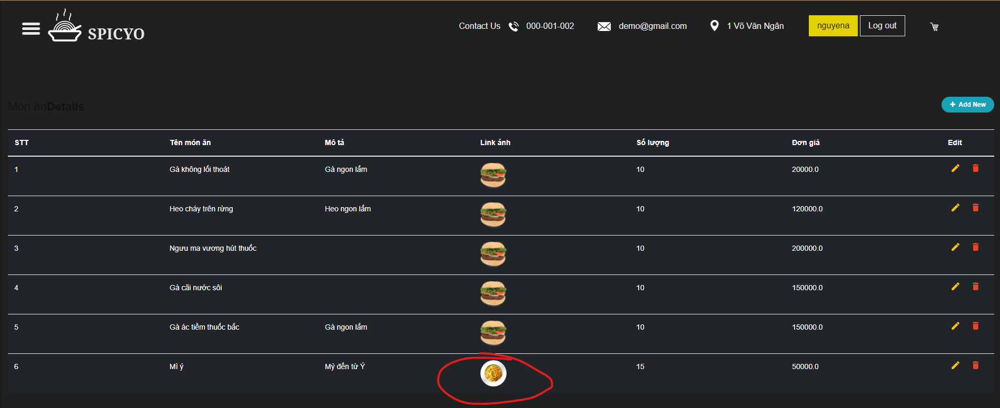 SPICYO
Contact Us 000-001-002 demo@gmail.com 1 Võ Văn Ngân nguyena Log out
Món ănDetails
Add New
STT Tên món ăn Mô tả Link ảnh Số lượng Đơn giá Edit
1 Gà không lối thoát Gà ngon lắm 10 20000.0
2 Heo cháy trên rừng Heo ngon lắm 10 120000.0
3 Ngưu ma vương hút thuốc 10 200000.0
4 Gà cãi nước sôi 10 150000.0
5 Gà ác tiềm thuốc bắc Gà ngon lắm 10 150000.0
6 Mì ý Mỳ đến từ Ý 15 50000.0